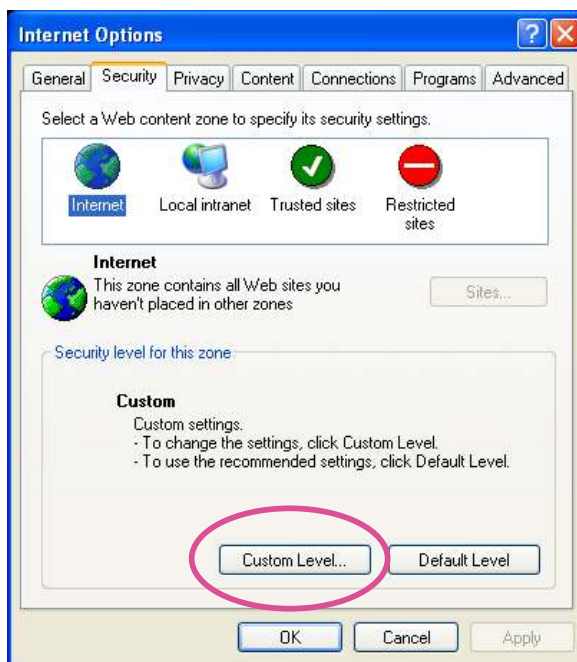 Internet Options
General Security Privacy Content Connections Programs Advanced
Select a Web content zone to specify its security settings.
Internet Local intranet Trusted sites Restricted sites
Internet
This zone contains all Web sites you
haven't placed in other zones
Sites...
Security level for this zone
Custom
Custom settings.
- To change the settings, click Custom Level.
- To use the recommended settings, click Default Level.
Custom Level... Default Level
OK Cancel Apply